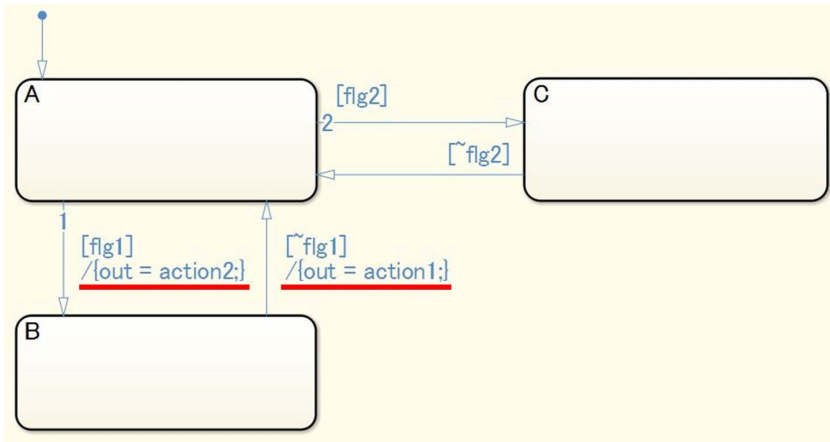 A
[flg2]
C
2
[~flg2]
1
[flg1]
/{out = action2;}
[~flg1]
/{out = action1;}
B